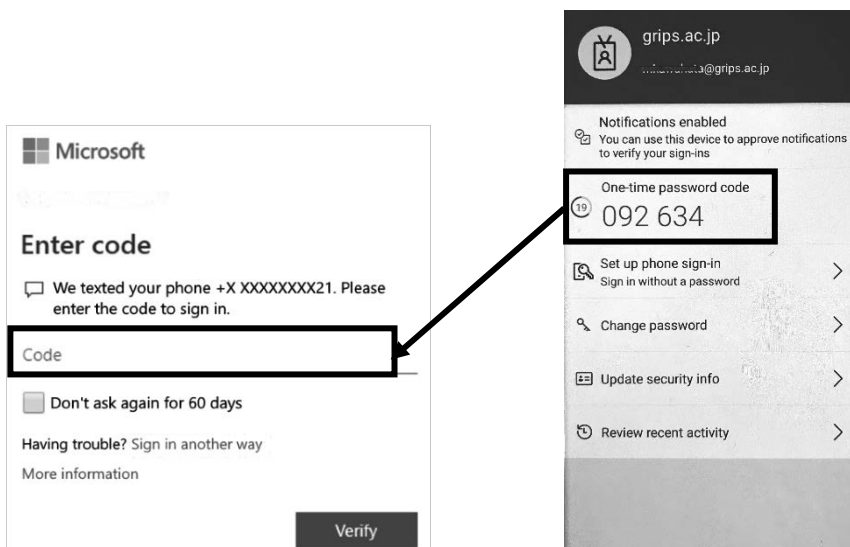 Microsoft
Enter code
We texted your phone +X XXXXXXXX21. Please
enter the code to sign in.
Code
Don't ask again for 60 days
Having trouble? Sign in another way
More information
Verify
grips.ac.jp
@grips.ac.jp
Notifications enabled
You can use this device to approve notifications
to verify your sign-ins
One-time password code
19
092 634
Set up phone sign-in
Sign in without a password
Change password
Update security info
Review recent activity